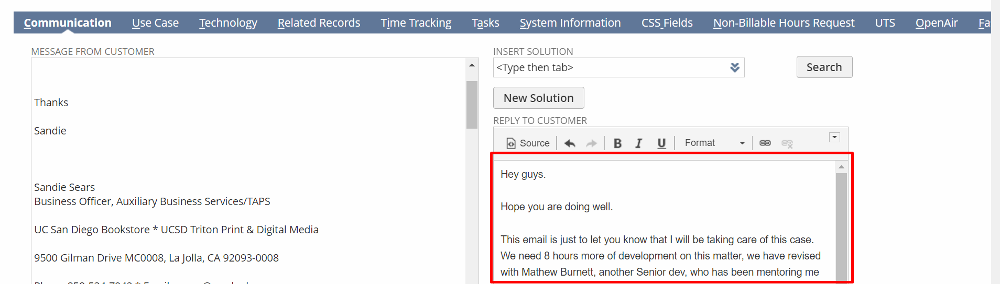 Communication Use Case Technology Related Records Time Tracking Tasks System Information CSS Fields Non-Billable Hours Request UTS OpenAir
MESSAGE FROM CUSTOMER
Thanks
Sandie
Sandie Sears
Business Officer, Auxiliary Business Services/TAPS
UC San Diego Bookstore * UCSD Triton Print & Digital Media
9500 Gilman Drive MC0008, La Jolla, CA 92093-0008
INSERT SOLUTION
<Type then tab>
Search
New Solution
REPLY TO CUSTOMER
Source B I U Format
Hey guys.
Hope you are doing well.
This email is just to let you know that I will be taking care of this case.
We need 8 hours more of development on this matter, we have revised
with Mathew Burnett, another Senior dev, who has been mentoring me